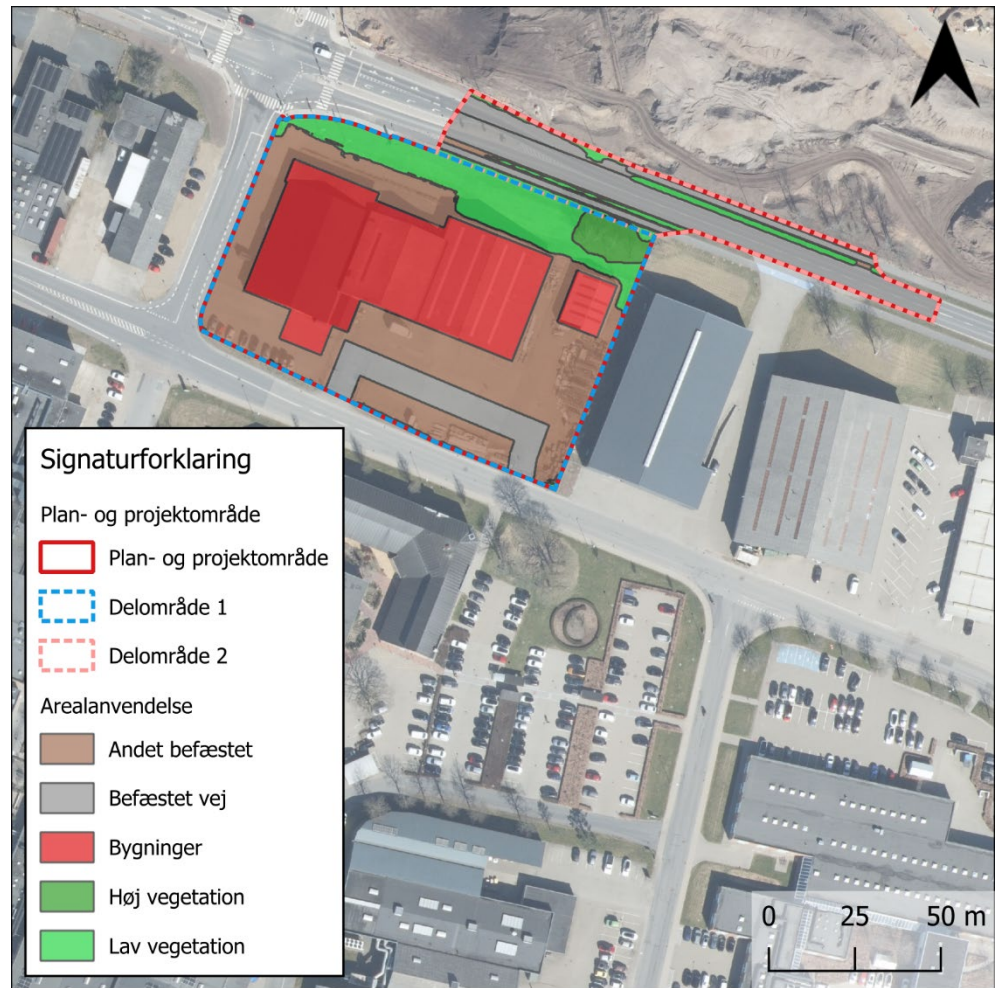 Signaturforklaring
Plan- og projektområde
Plan- og projektområde
Delområde 1
Delområde 2
Arealanvendelse
Andet befæstet
Befæstet vej
Bygninger
Høj vegetation
Lav vegetation
0 25 50 m